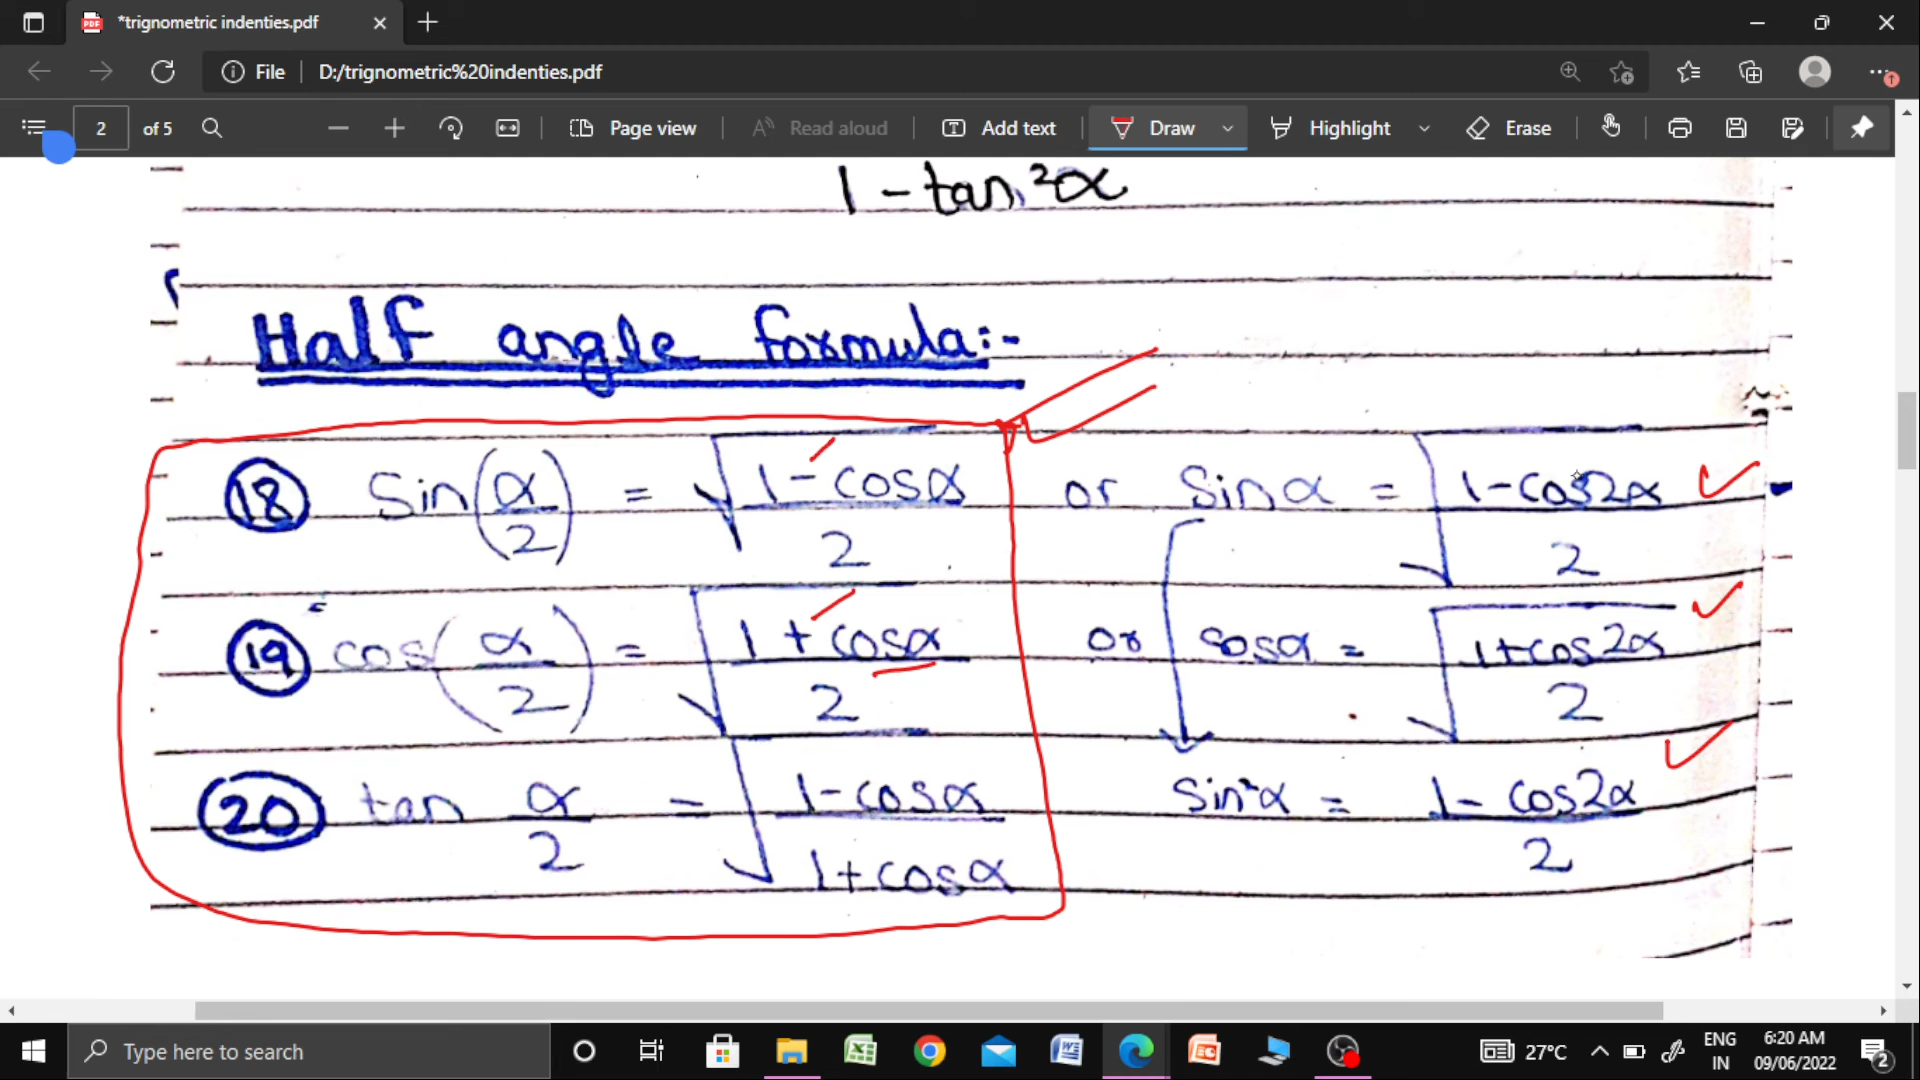 *trignometric indenties.pdf
File | D:/trignometric%20indenties.pdf
2 of 5 Page view Read aloud Add text Draw Highlight Erase
1 - tan²α
Half angle formula:-
18 Sin(α/2) = √(1-cosα/2) or Sinα = √(1-cos2α/2)
19 cos(α/2) = √(1+cosα/2) or cosα = √(1+cos2α/2)
20 tan α/2 = √(1-cosα/1+cosα) sin²α = 1-cos2α/2
Type here to search
27°C
ENG
IN
6:20 AM
09/06/2022
2